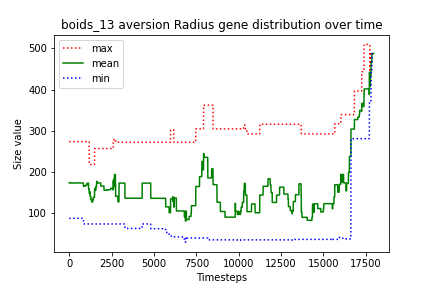 boids_13 aversion Radius gene distribution over time
max
mean
min
Size value
500
400
300
200
100
0
2500
5000
7500
10000
12500
15000
17500
Timesteps